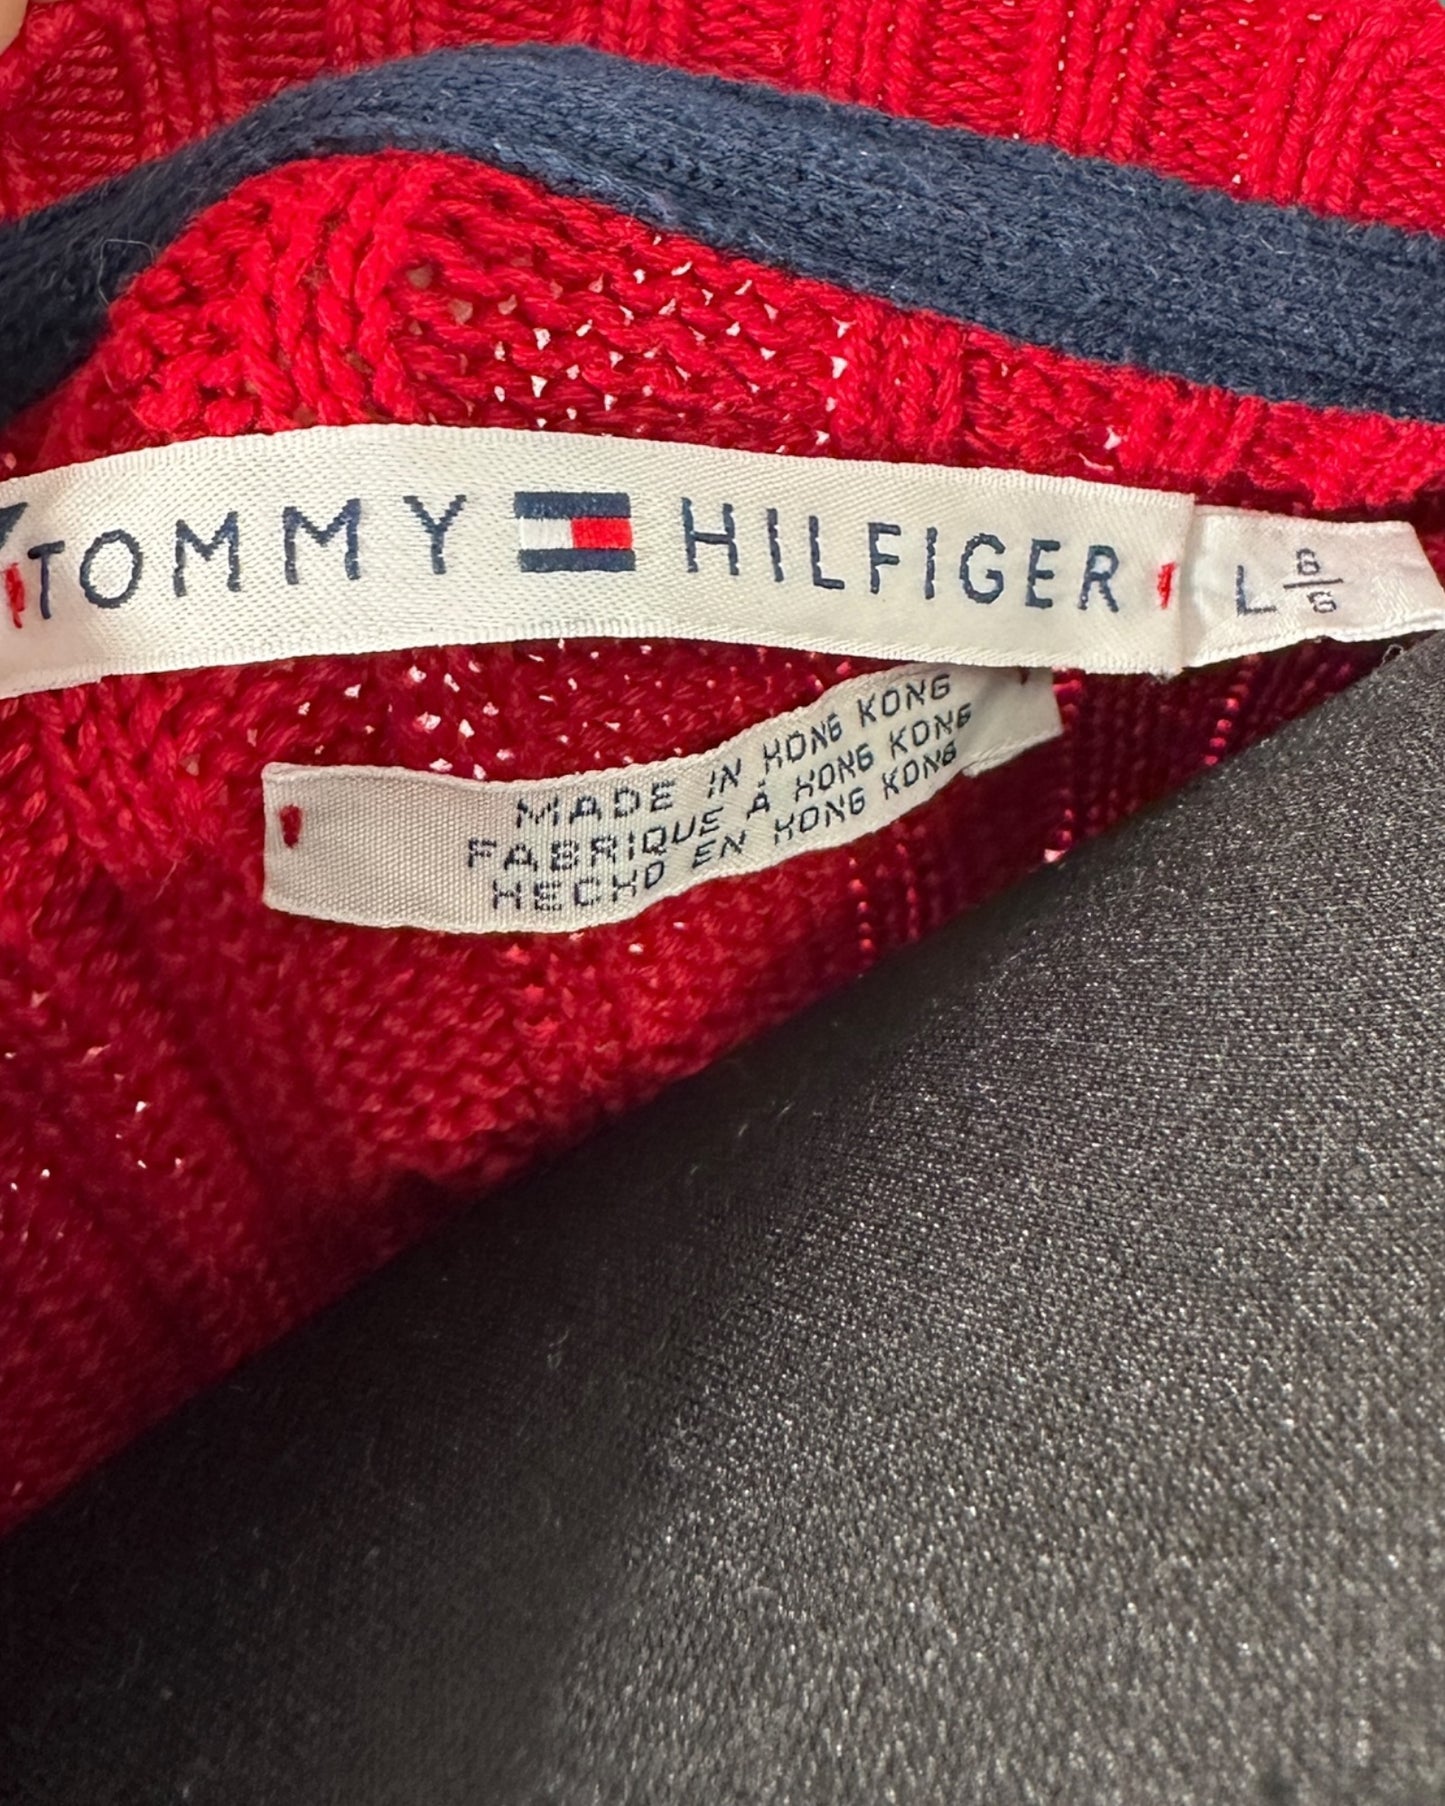 TOMMY HILFIGER
L G/G
MADE IN HONG KONG
FABRIQUE À HONG KONG
HECHO EN HONG KONG